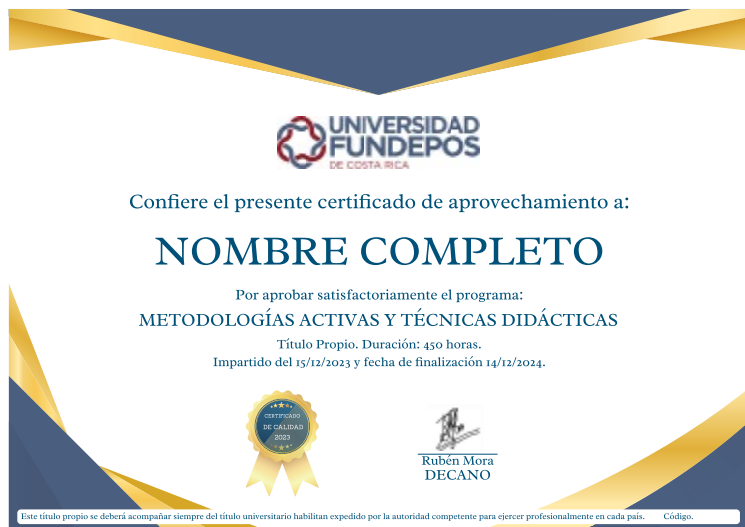 UNIVERSIDAD
FUNDEPOS
DE COSTA RICA
Confiere el presente certificado de aprovechamiento a:
NOMBRE COMPLETO
Por aprobar satisfactoriamente el programa:
METODOLOGÍAS ACTIVAS Y TÉCNICAS DIDÁCTICAS
Título Propio. Duración: 450 horas.
Impartido del 15/12/2023 y fecha de finalización 14/12/2024.
CERTIFICADO
DE CALIDAD
2023
Rubén Mora
DECANO
Este título propio se deberá acompañar siempre del título universitario habilitan expedido por la autoridad competente para ejercer profesionalmente en cada país. Código.